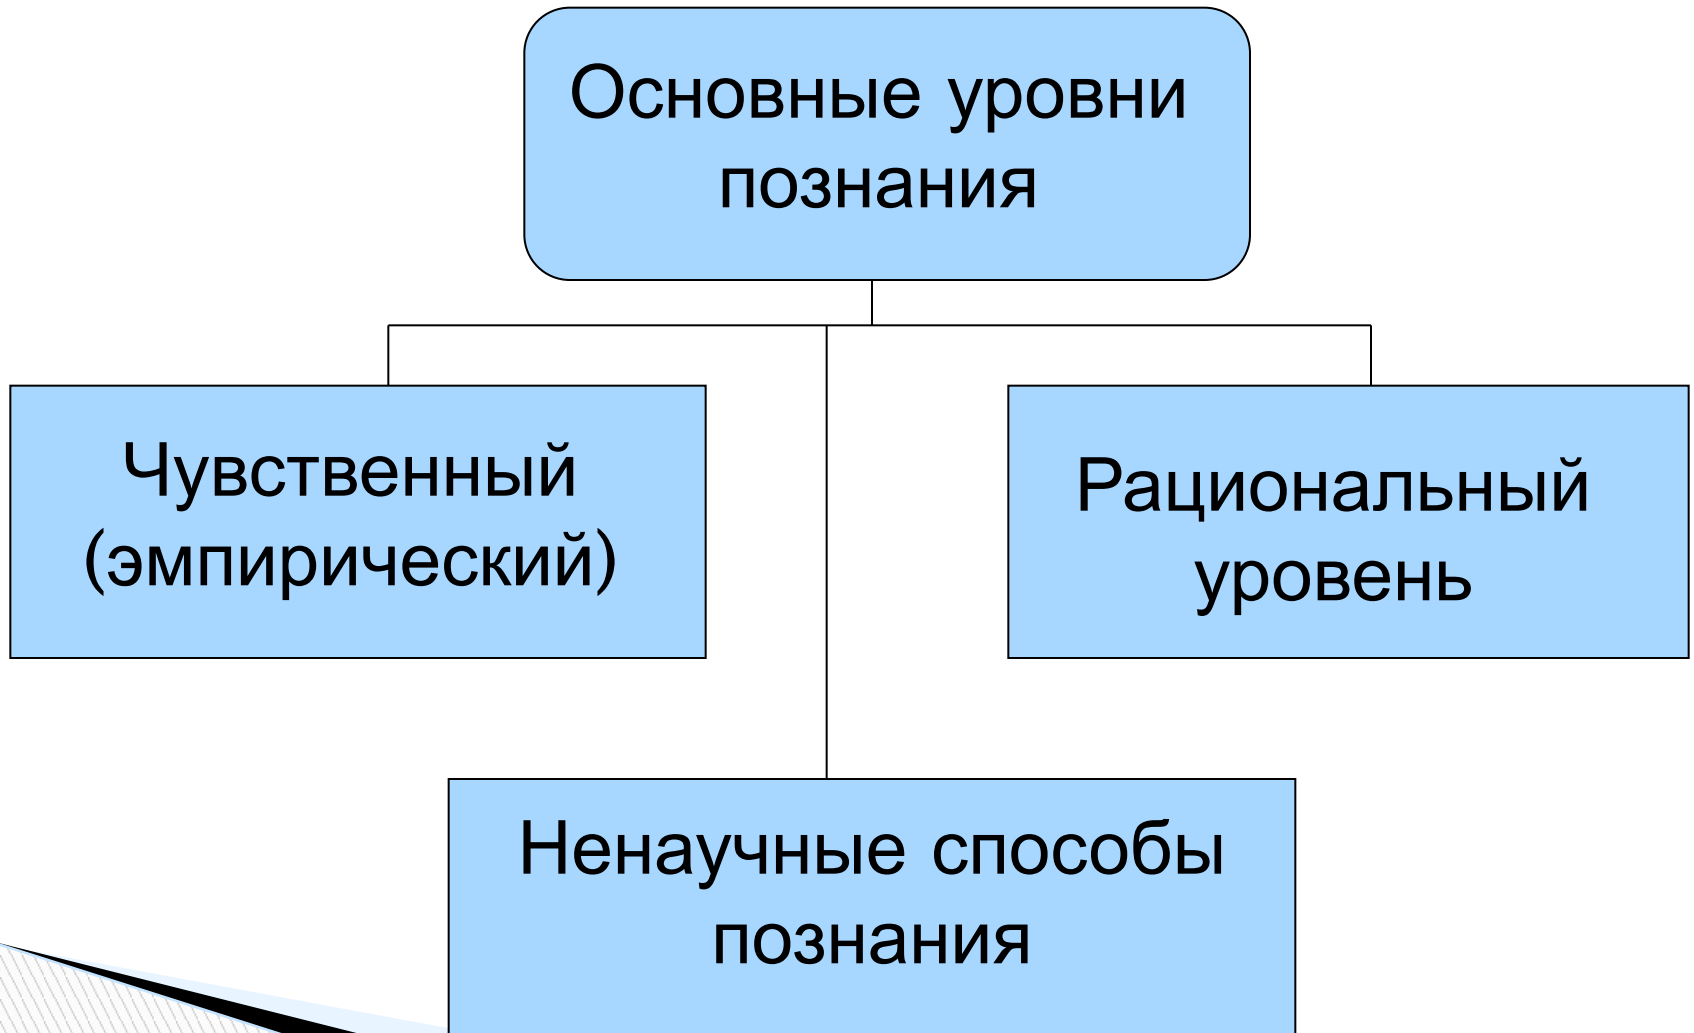 Основные уровни
познания
Чувственный
(эмпирический)
Рациональный
уровень
Ненаучные способы
познания